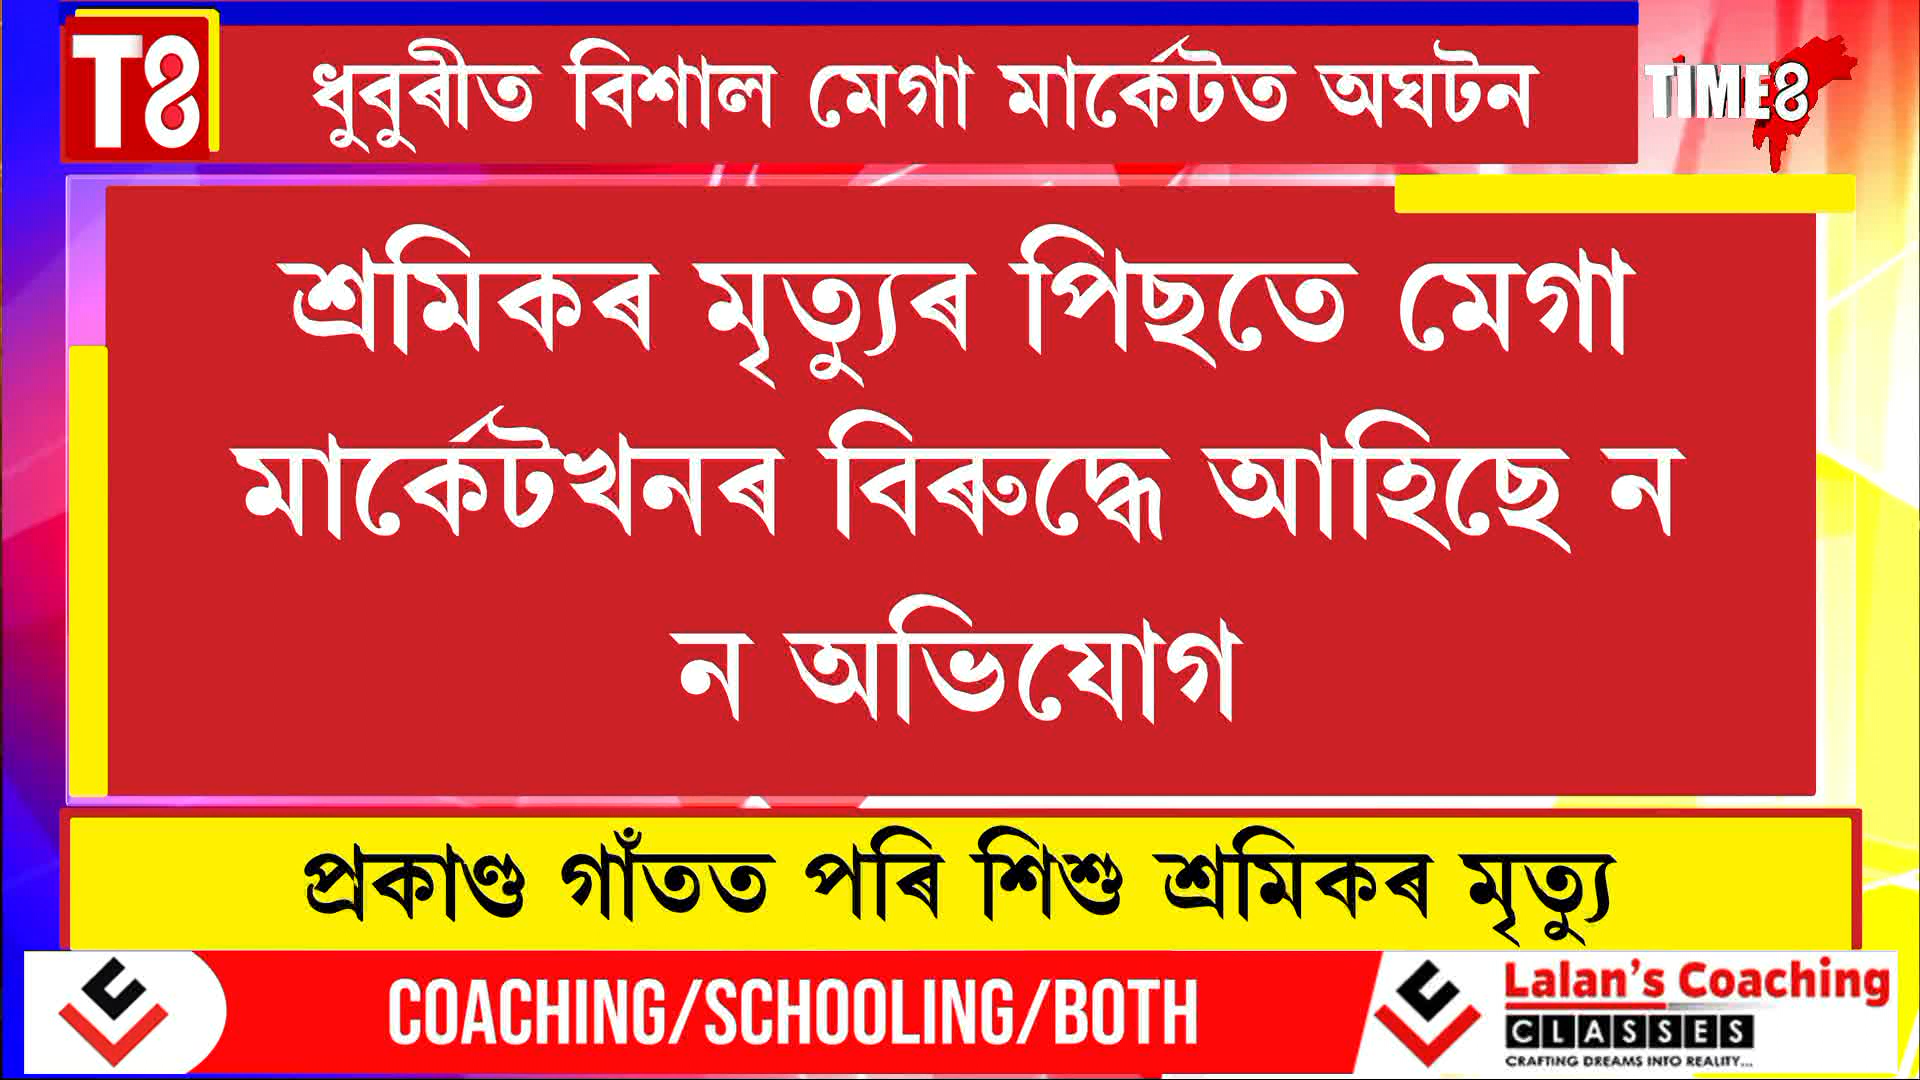 T8
ধুবুৰীত বিশাল মেগা মাৰ্কেটত অঘটন
TIME8
শ্ৰমিকৰ মৃত্যুৰ পিছতে মেগা
মাৰ্কেটখনৰ বিৰুদ্ধে আহিছে ন
ন অভিযোগ
প্ৰকাণ্ড গাঁতত পৰি শিশু শ্ৰমিকৰ মৃত্যু
COACHING/SCHOOLING/BOTH
Lalan's Coaching
CLASSES
CRAFTING DREAMS INTO REALITY...